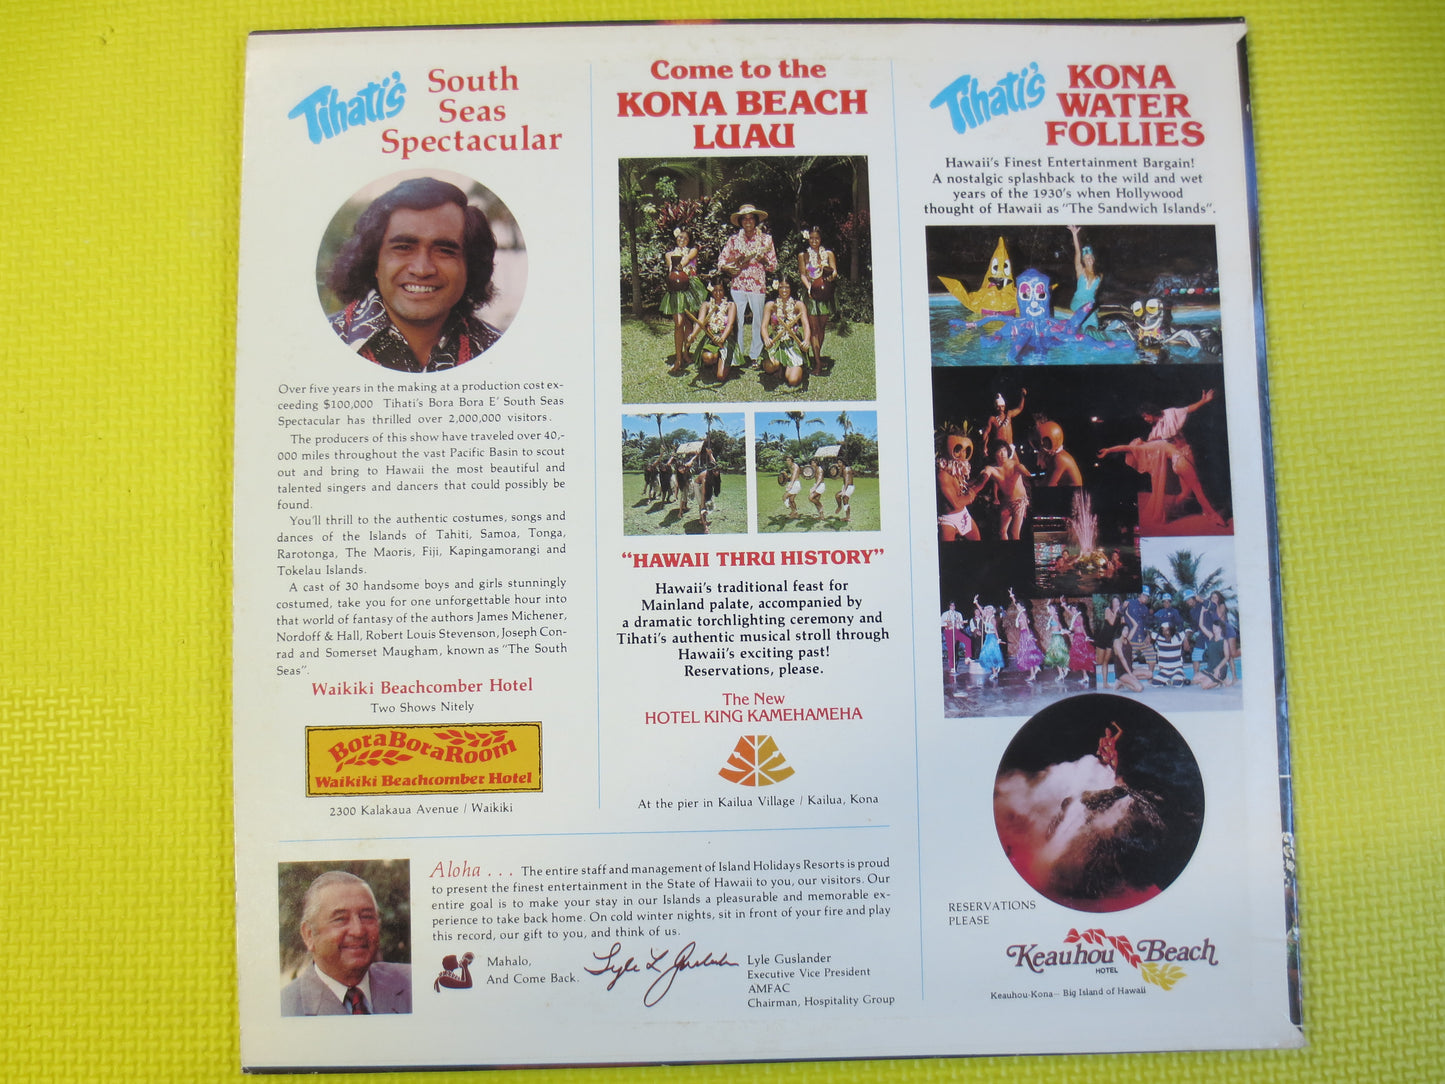 Tihati's
South
Seas
Spectacular
Over five years in the making at a production cost ex-
ceeding $100,000 Tihati's Bora Bora E' South Seas
Spectacular has thrilled over 2,000,000 visitors.
The producers of this show have traveled over 40,-
000 miles throughout the vast Pacific Basin to scout
out and bring to Hawaii the most beautiful and
talented singers and dancers that could possibly be
found.
You'll thrill to the authentic costumes, songs and
dances of the Islands of Tahiti, Samoa, Tonga,
Rarotonga, The Maoris, Fiji, Kapingamorangi and
Tokelau Islands.
A cast of 30 handsome boys and girls stunningly
costumed, take you for one unforgettable hour into
that world of fantasy of the authors James Michener,
Nordoff & Hall, Robert Louis Stevenson, Joseph Con-
rad and Somerset Maugham, known as "The South
Seas".
Waikiki Beachcomber Hotel
Two Shows Nitely
BoraBoraRoom
Waikiki Beachcomber Hotel
2300 Kalakaua Avenue / Waikiki
Come to the
KONA BEACH
LUAU
"HAWAII THRU HISTORY"
Hawaii's traditional feast for
Mainland palate, accompanied by
a dramatic torchlighting ceremony and
Tihati's authentic musical stroll through
Hawaii's exciting past!
Reservations, please.
The New
HOTEL KING KAMEHAMEHA
At the pier in Kailua Village / Kailua, Kona
Tihati's
KONA
WATER
FOLLIES
Hawaii's Finest Entertainment Bargain!
A nostalgic splashback to the wild and wet
years of the 1930's when Hollywood
thought of Hawaii as "The Sandwich Islands".
RESERVATIONS
PLEASE
Keauhou Beach
HOTEL
Keauhou-Kona-- Big Island of Hawaii
Aloha . . . The entire staff and management of Island Holidays Resorts is proud
to present the finest entertainment in the State of Hawaii to you, our visitors. Our
entire goal is to make your stay in our Islands a pleasurable and memorable ex-
perience to take back home. On cold winter nights, sit in front of your fire and play
this record, our gift to you, and think of us.
Mahalo,
And Come Back.
Lyle L Guslander
Lyle Guslander
Executive Vice President
AMFAC
Chairman, Hospitality Group